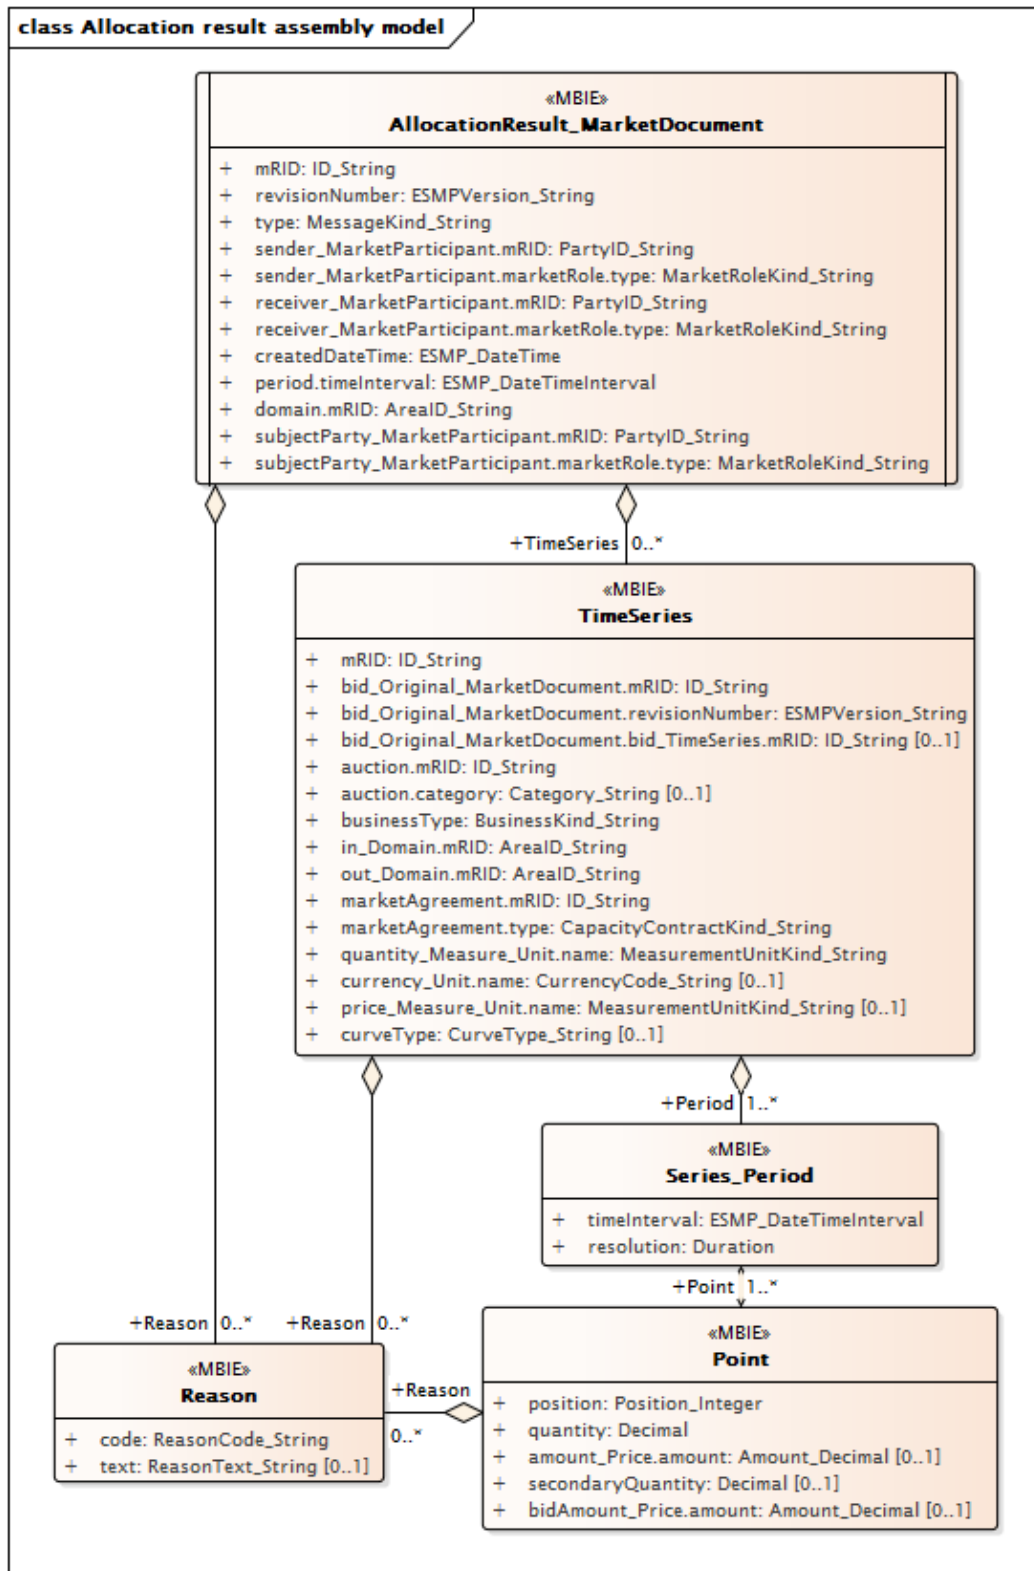 class Allocation result assembly model
«MBIE»
AllocationResult_MarketDocument
+ mRID: ID_String
+ revisionNumber: ESMPVersion_String
+ type: MessageKind_String
+ sender_MarketParticipant.mRID: PartyID_String
+ sender_MarketParticipant.marketRole.type: MarketRoleKind_String
+ receiver_MarketParticipant.mRID: PartyID_String
+ receiver_MarketParticipant.marketRole.type: MarketRoleKind_String
+ createdDateTime: ESMP_DateTime
+ period.timeInterval: ESMP_DateTimeInterval
+ domain.mRID: AreaID_String
+ subjectParty_MarketParticipant.mRID: PartyID_String
+ subjectParty_MarketParticipant.marketRole.type: MarketRoleKind_String
+TimeSeries 0..*
«MBIE»
TimeSeries
+ mRID: ID_String
+ bid_Original_MarketDocument.mRID: ID_String
+ bid_Original_MarketDocument.revisionNumber: ESMPVersion_String
+ bid_Original_MarketDocument.bid_TimeSeries.mRID: ID_String [0..1]
+ auction.mRID: ID_String
+ auction.category: Category_String [0..1]
+ businessType: BusinessKind_String
+ in_Domain.mRID: AreaID_String
+ out_Domain.mRID: AreaID_String
+ marketAgreement.mRID: ID_String
+ marketAgreement.type: CapacityContractKind_String
+ quantity_Measure_Unit.name: MeasurementUnitKind_String
+ currency_Unit.name: CurrencyCode_String [0..1]
+ price_Measure_Unit.name: MeasurementUnitKind_String [0..1]
+ curveType: CurveType_String [0..1]
+Period 1..*
«MBIE»
Series_Period
+ timeInterval: ESMP_DateTimeInterval
+ resolution: Duration
+Point 1..*
+Reason 0..* +Reason 0..*
«MBIE»
Reason
+ code: ReasonCode_String
+ text: ReasonText_String [0..1]
+Reason
0..*
«MBIE»
Point
+ position: Position_Integer
+ quantity: Decimal
+ amount_Price.amount: Amount_Decimal [0..1]
+ secondaryQuantity: Decimal [0..1]
+ bidAmount_Price.amount: Amount_Decimal [0..1]